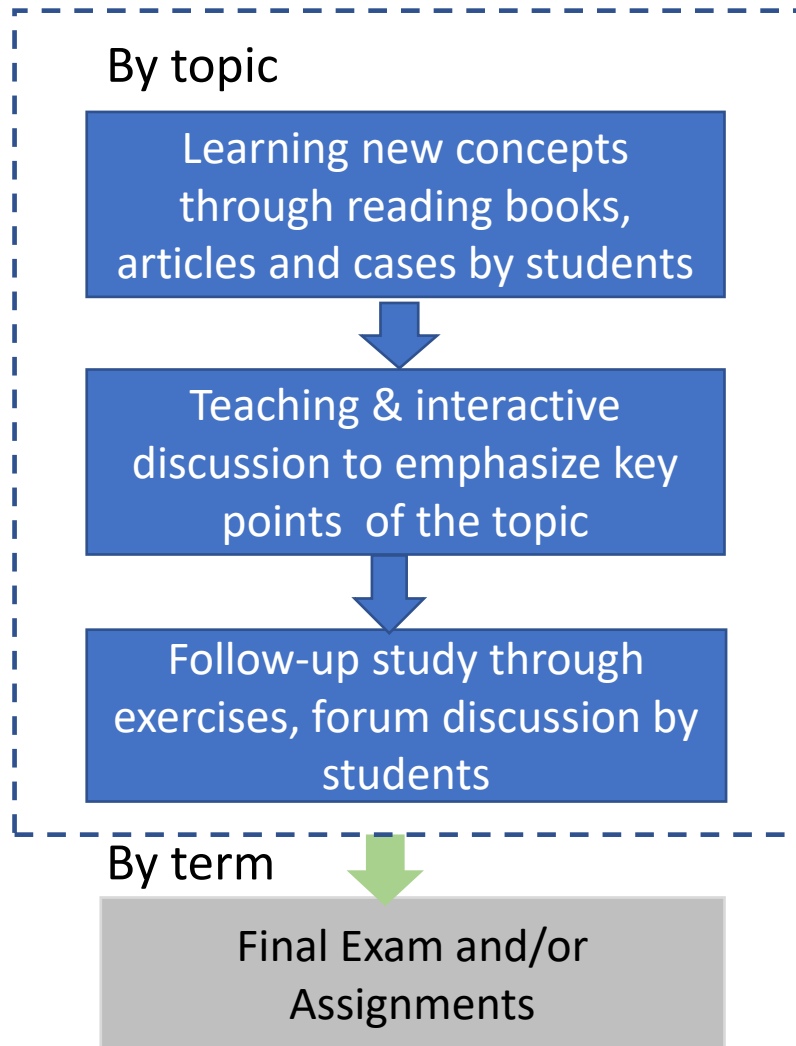 By topic
Learning new concepts
through reading books,
articles and cases by students
Teaching & interactive
discussion to emphasize key
points  of the topic
Follow-up study through
exercises, forum discussion by
students
By term
Final Exam and/or
Assignments